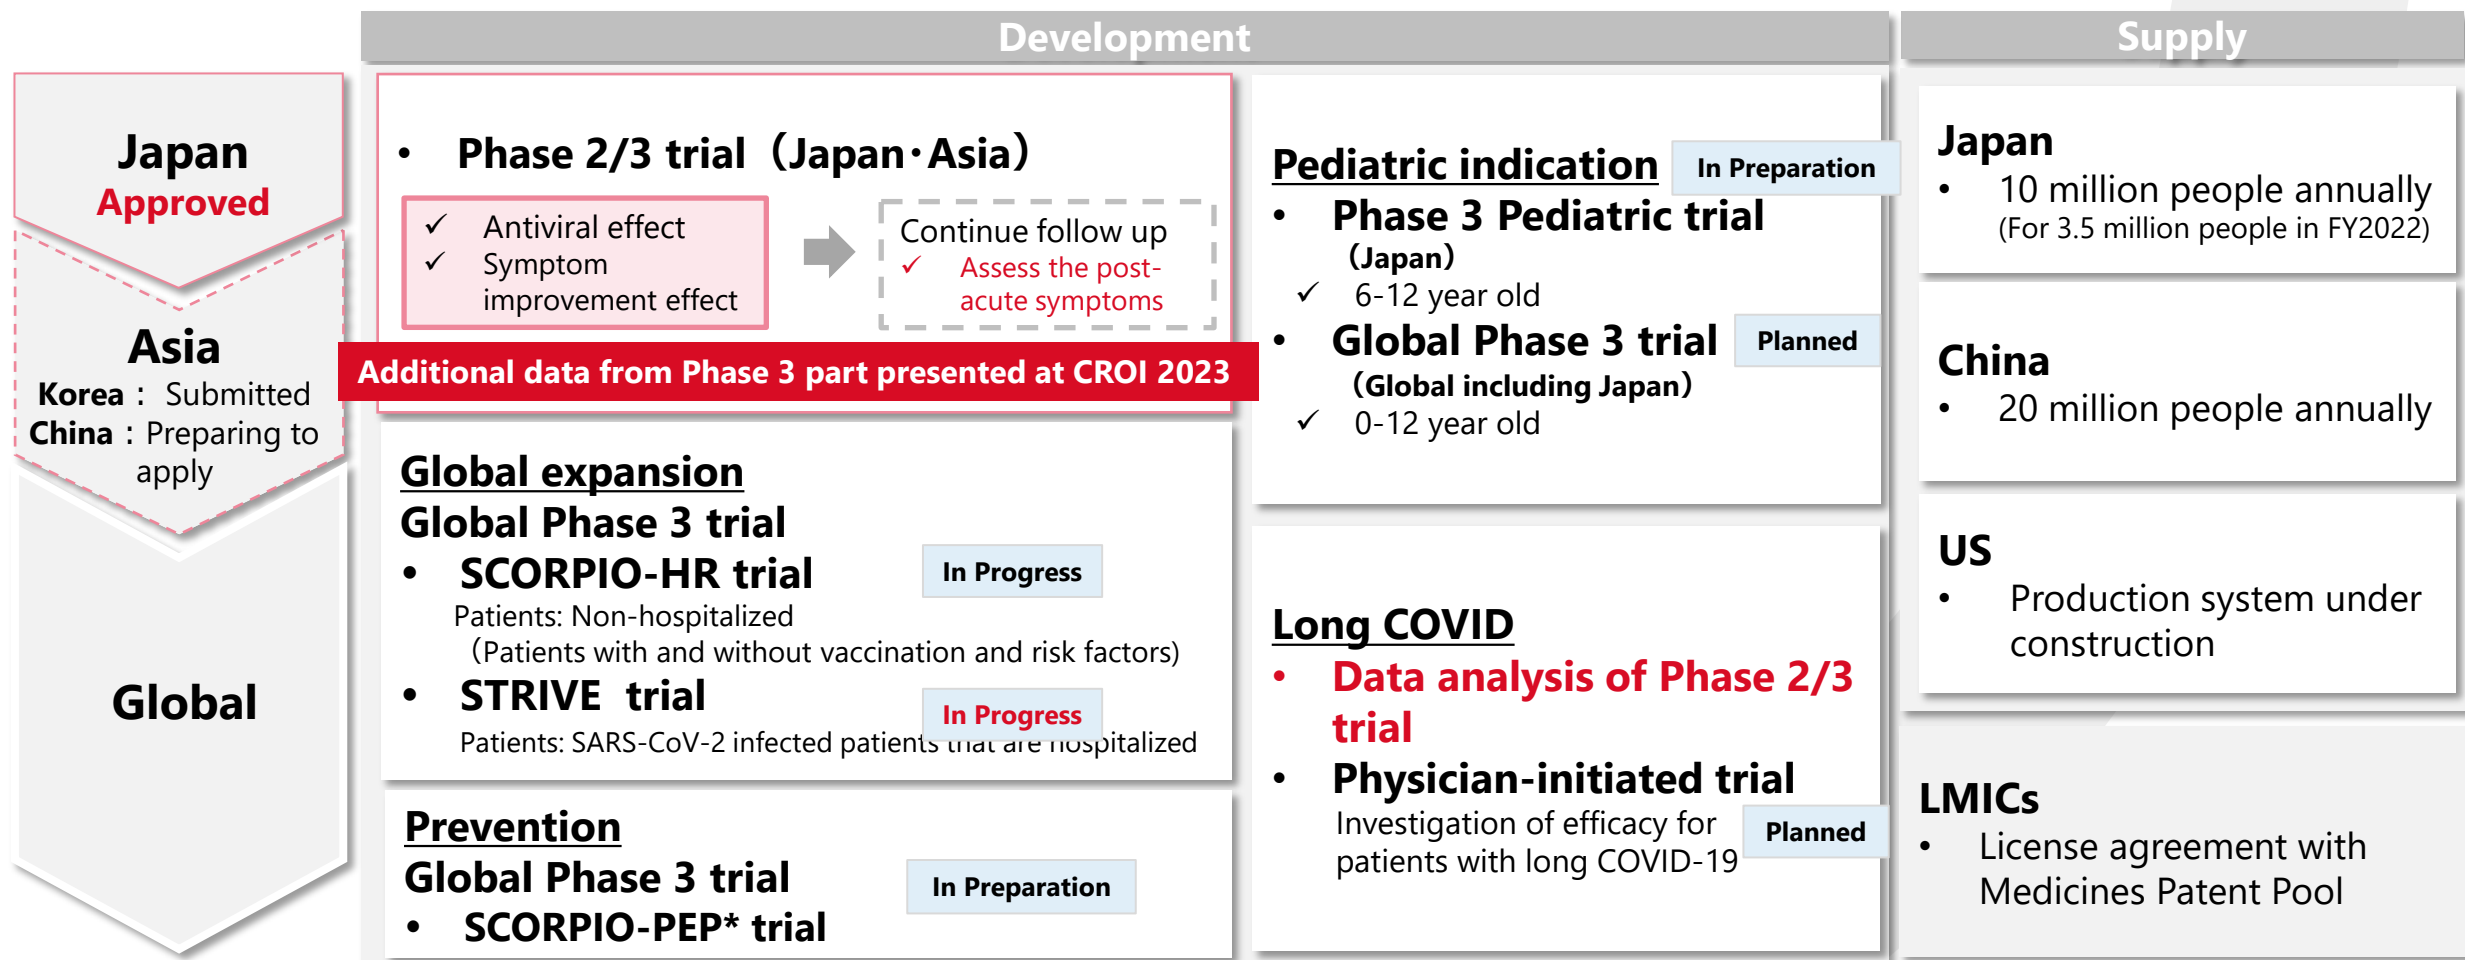 Development
Supply
Japan
Approved
Asia
Korea： Submitted
China：Preparing to
apply
Global
• Phase 2/3 trial（Japan･Asia）
✓ Antiviral effect
✓ Symptom
improvement effect
Continue follow up
✓ Assess the post-
acute symptoms
Additional data from Phase 3 part presented at CROI 2023
Global expansion
Global Phase 3 trial
• SCORPIO-HR trial
In Progress
Patients: Non-hospitalized
（Patients with and without vaccination and risk factors)
• STRIVE trial
In Progress
Patients: SARS-CoV-2 infected patients that are hospitalized
Prevention
Global Phase 3 trial
In Preparation
• SCORPIO-PEP* trial
Pediatric indication
In Preparation
• Phase 3 Pediatric trial
（Japan）
✓ 6-12 year old
• Global Phase 3 trial
Planned
（Global including Japan）
✓ 0-12 year old
Long COVID
• Data analysis of Phase 2/3
trial
• Physician-initiated trial
Investigation of efficacy for
patients with long COVID-19
Planned
Japan
• 10 million people annually
(For 3.5 million people in FY2022)
China
• 20 million people annually
US
• Production system under
construction
LMICs
• License agreement with
Medicines Patent Pool